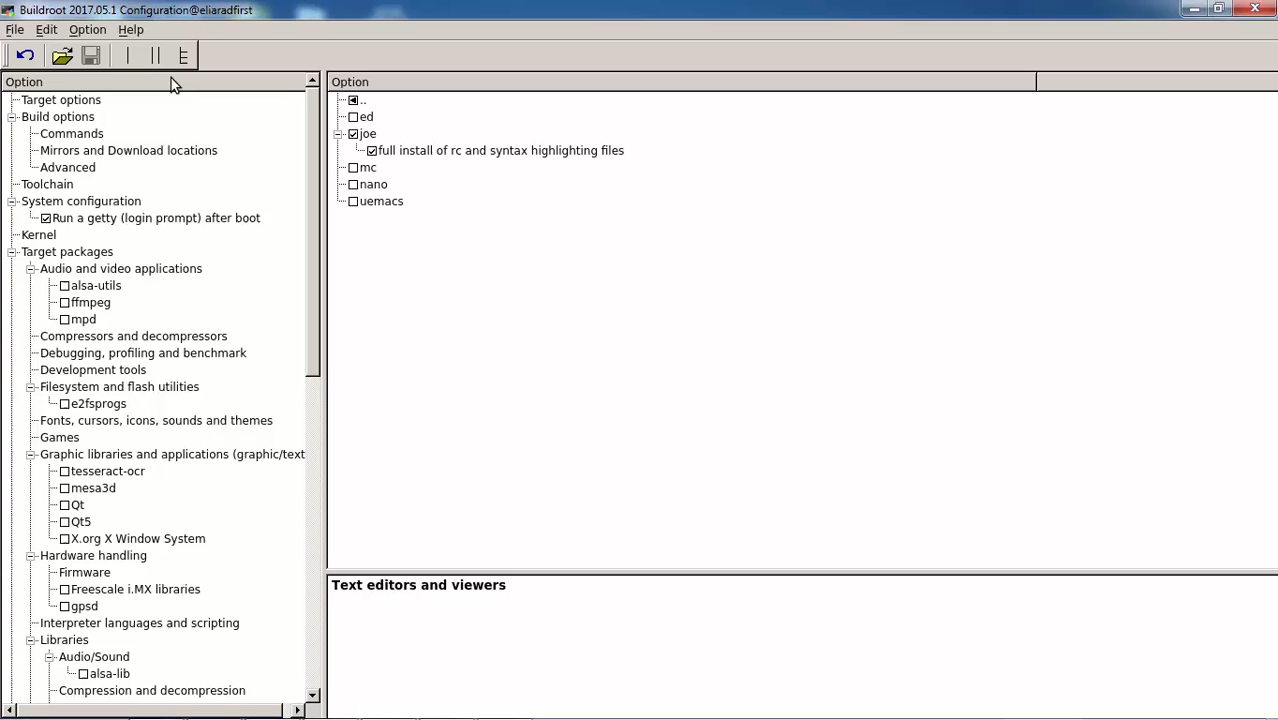 Buildroot 2017.05.1 Configuration@eliaradfirst
File Edit Option Help
Option
Target options
Build options
Commands
Mirrors and Download locations
Advanced
Toolchain
System configuration
Run a getty (login prompt) after boot
Kernel
Target packages
Audio and video applications
alsa-utils
ffmpeg
mpd
Compressors and decompressors
Debugging, profiling and benchmark
Development tools
Filesystem and flash utilities
e2fsprogs
Fonts, cursors, icons, sounds and themes
Games
Graphic libraries and applications (graphic/text
tesseract-ocr
mesa3d
Qt
Qt5
X.org X Window System
Hardware handling
Firmware
Freescale i.MX libraries
gpsd
Interpreter languages and scripting
Libraries
Audio/Sound
alsa-lib
Compression and decompression
Option
..
ed
joe
full install of rc and syntax highlighting files
mc
nano
uemacs
Text editors and viewers